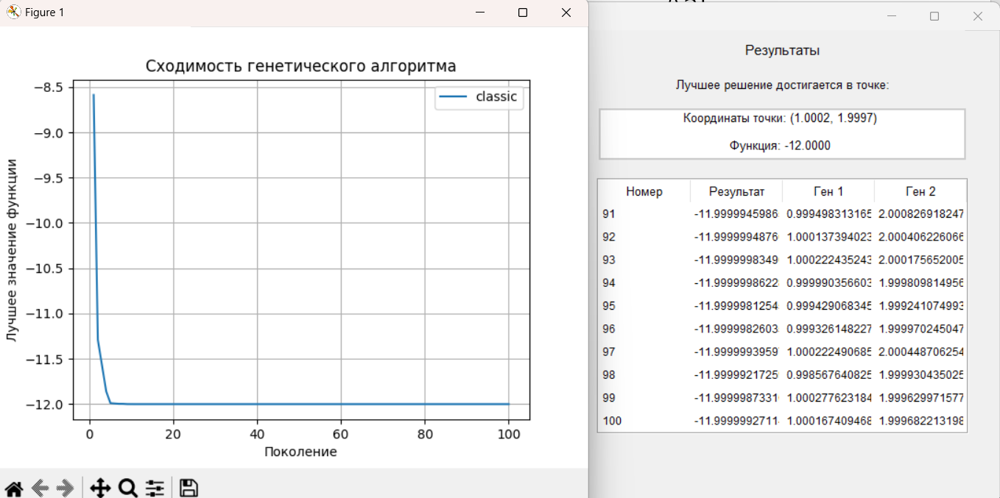 Figure 1
Сходимость генетического алгоритма
classic
Лучшее значение функции
−8.5
−9.0
−9.5
−10.0
−10.5
−11.0
−11.5
−12.0
0 20 40 60 80 100
Поколение
Результаты
Лучшее решение достигается в точке:
Координаты точки: (1.0002, 1.9997)
Функция: -12.0000
Номер Результат Ген 1 Ген 2
91 -11.9999945986 0.999498313165 2.000826918247
92 -11.9999994876 1.000137394023 2.000406226066
93 -11.9999998349 1.000222435243 2.000175652005
94 -11.9999998622 0.999990356603 1.999809814956
95 -11.9999981254 0.999429068345 1.999241074993
96 -11.9999982603 0.999326148227 1.999970245047
97 -11.9999993959 1.000222490685 2.000448706254
98 -11.9999921725 0.998567640825 1.999930435025
99 -11.9999987331 1.000277623184 1.999629971577
100 -11.9999992711 1.000167409468 1.999682213198